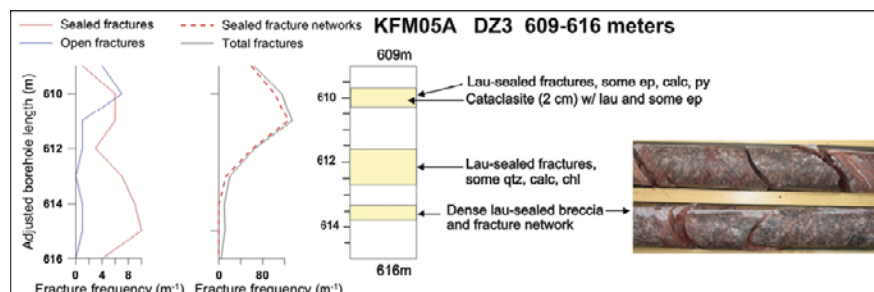 Sealed fractures
Sealed fracture networks
KFM05A DZ3 609-616 meters
Open fractures
Total fractures
609m
Adjusted borehole length (m)
610
612
614
616
0
4
8
Fracture frequency (m-1)
0
80
Fracture frequency (m-1)
610
612
614
616m
Lau-sealed fractures, some ep, calc, py
Cataclasite (2 cm) w/ lau and some ep
Lau-sealed fractures,
some qtz, calc, chl
Dense lau-sealed breccia
and fracture network